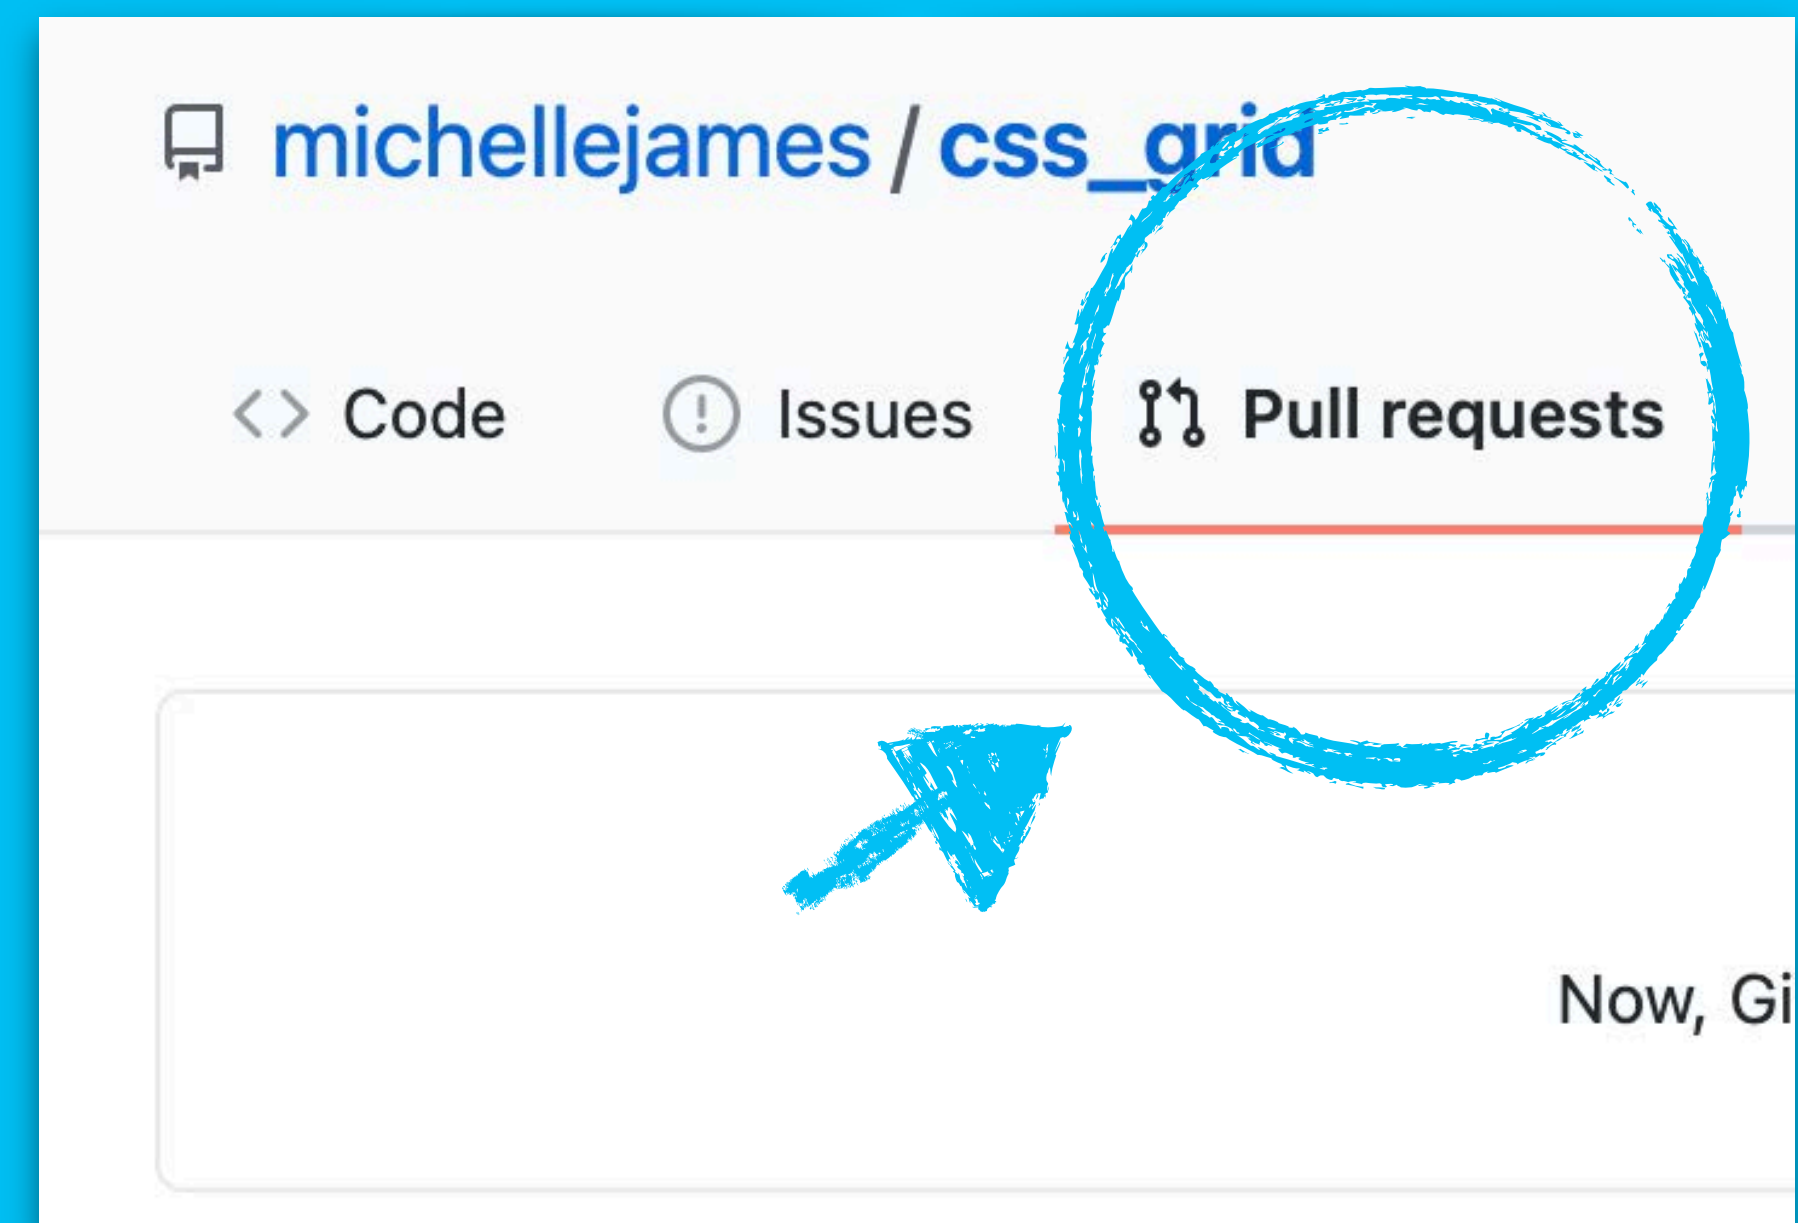 michellejames / css_grid
Code Issues Pull requests
Now, Gi